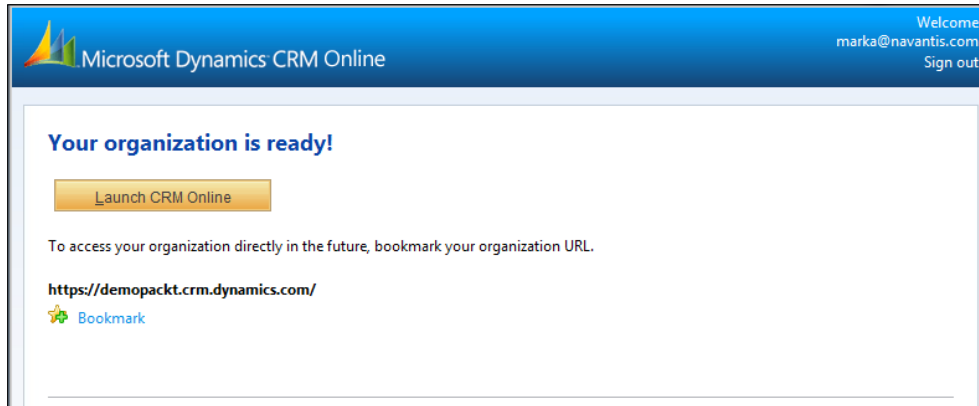 Welcome
marka@navantis.com
Microsoft Dynamics CRM Online
Sign out
Your organization is ready!
Launch CRM Online
To access your organization directly in the future, bookmark your organization URL.
https://demopackt.crm.dynamics.com/
Bookmark